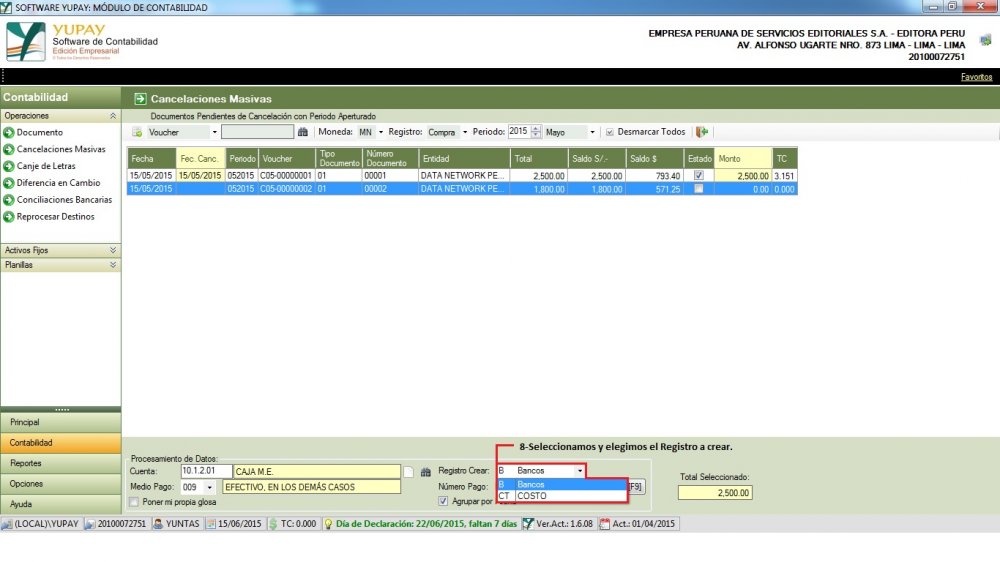 SOFTWARE YUPAY: MÓDULO DE CONTABILIDAD
YUPAY
Software de Contabilidad
Edición Empresarial
EMPRESA PERUANA DE SERVICIOS EDITORIALES S.A. - EDITORA PERU
AV. ALFONSO UGARTE NRO. 873 LIMA - LIMA - LIMA
20100072751
Favoritos
Contabilidad
Operaciones
Documento
Cancelaciones Masivas
Canje de Letras
Diferencia en Cambio
Conciliaciones Bancarias
Reprocesar Destinos
Activos Fijos
Planillas
Principal
Contabilidad
Reportes
Opciones
Ayuda
Cancelaciones Masivas
Documentos Pendientes de Cancelación con Periodo Aperturado
Voucher Moneda: MN Registro: Compra Periodo: 2015 Mayo Desmarcar Todos
Fecha Fec. Canc. Periodo Voucher Tipo Documento Número Documento Entidad Total Saldo S/.- Saldo $ Estado Monto TC
15/05/2015 15/05/2015 052015 C05-00000001 01 00001 DATA NETWORK PE... 2,500.00 2,500.00 793.40 2,500.00 3.151
15/05/2015 052015 C05-00000002 01 00002 DATA NETWORK PE... 1,800.00 1,800.00 571.25 0.00 0.000
8-Seleccionamos y elegimos el Registro a crear.
Procesamiento de Datos:
Cuenta: 10.1.2.01 CAJA M.E. Registro Crear: B Bancos
B Bancos
CT COSTO
Medio Pago: 009 EFECTIVO, EN LOS DEMÁS CASOS Número Pago: [F9]
Poner mi propia glosa Agrupar por
Total Seleccionado:
2,500.00
(LOCAL)\YUPAY 20100072751 YUNTAS 15/06/2015 TC: 0.000 Día de Declaración: 22/06/2015, faltan 7 días Ver.Act.: 1.6.08 Act.: 01/04/2015